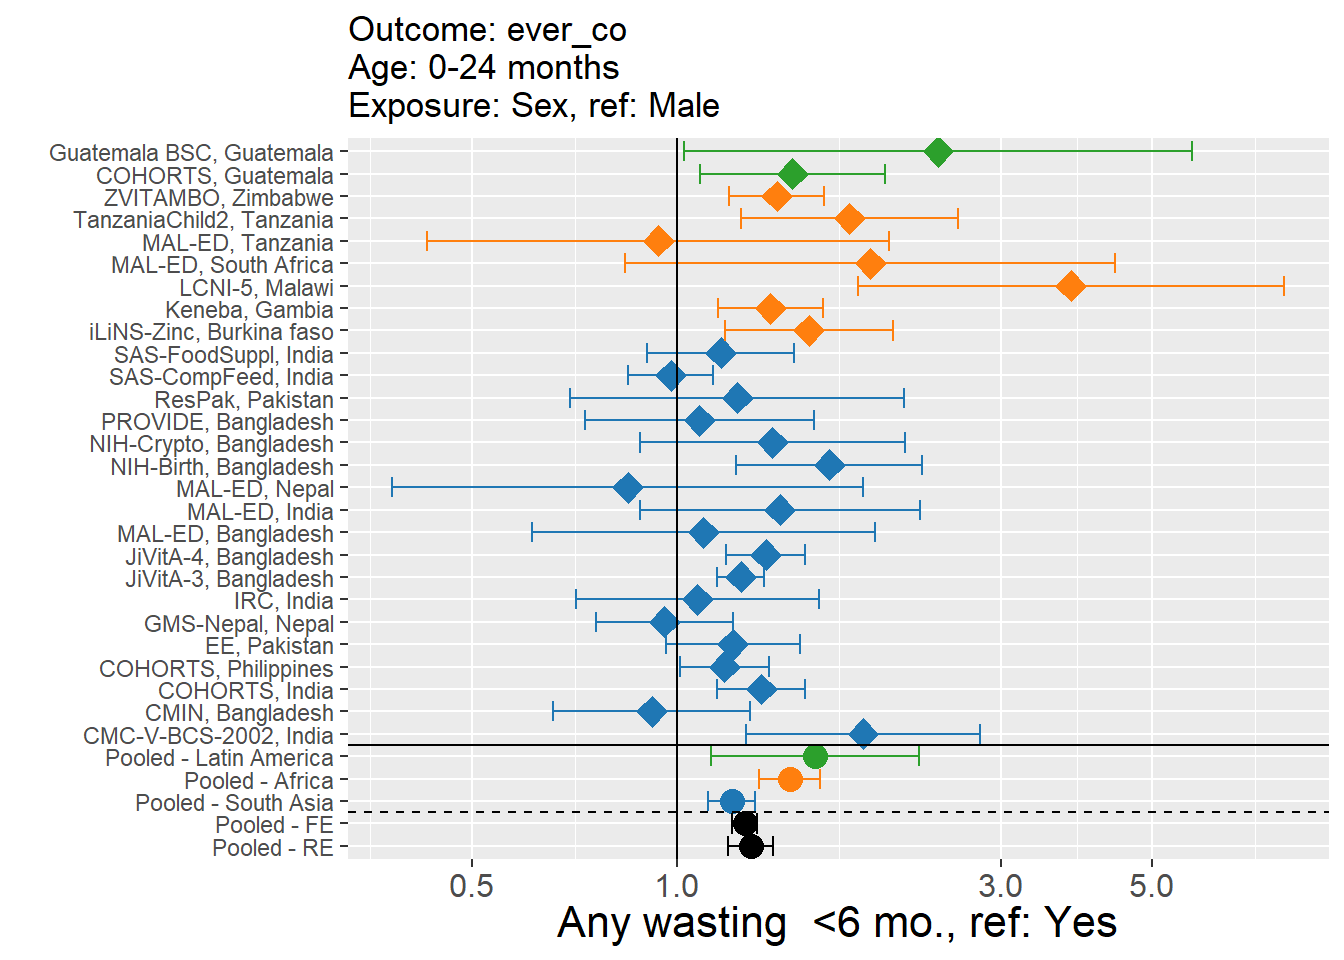 Outcome: ever_co
Age: 0-24 months
Exposure: Sex, ref: Male
Guatemala BSC, Guatemala
COHORTS, Guatemala
ZVITAMBO, Zimbabwe
TanzaniaChild2, Tanzania
MAL-ED, Tanzania
MAL-ED, South Africa
LCNI-5, Malawi
Keneba, Gambia
iLiNS-Zinc, Burkina faso
SAS-FoodSuppl, India
SAS-CompFeed, India
ResPak, Pakistan
PROVIDE, Bangladesh
NIH-Crypto, Bangladesh
NIH-Birth, Bangladesh
MAL-ED, Nepal
MAL-ED, India
MAL-ED, Bangladesh
JiVitA-4, Bangladesh
JiVitA-3, Bangladesh
IRC, India
GMS-Nepal, Nepal
EE, Pakistan
COHORTS, Philippines
COHORTS, India
CMIN, Bangladesh
CMC-V-BCS-2002, India
Pooled - Latin America
Pooled - Africa
Pooled - South Asia
Pooled - FE
Pooled - RE
0.5 1.0 3.0 5.0
Any wasting  <6 mo., ref: Yes